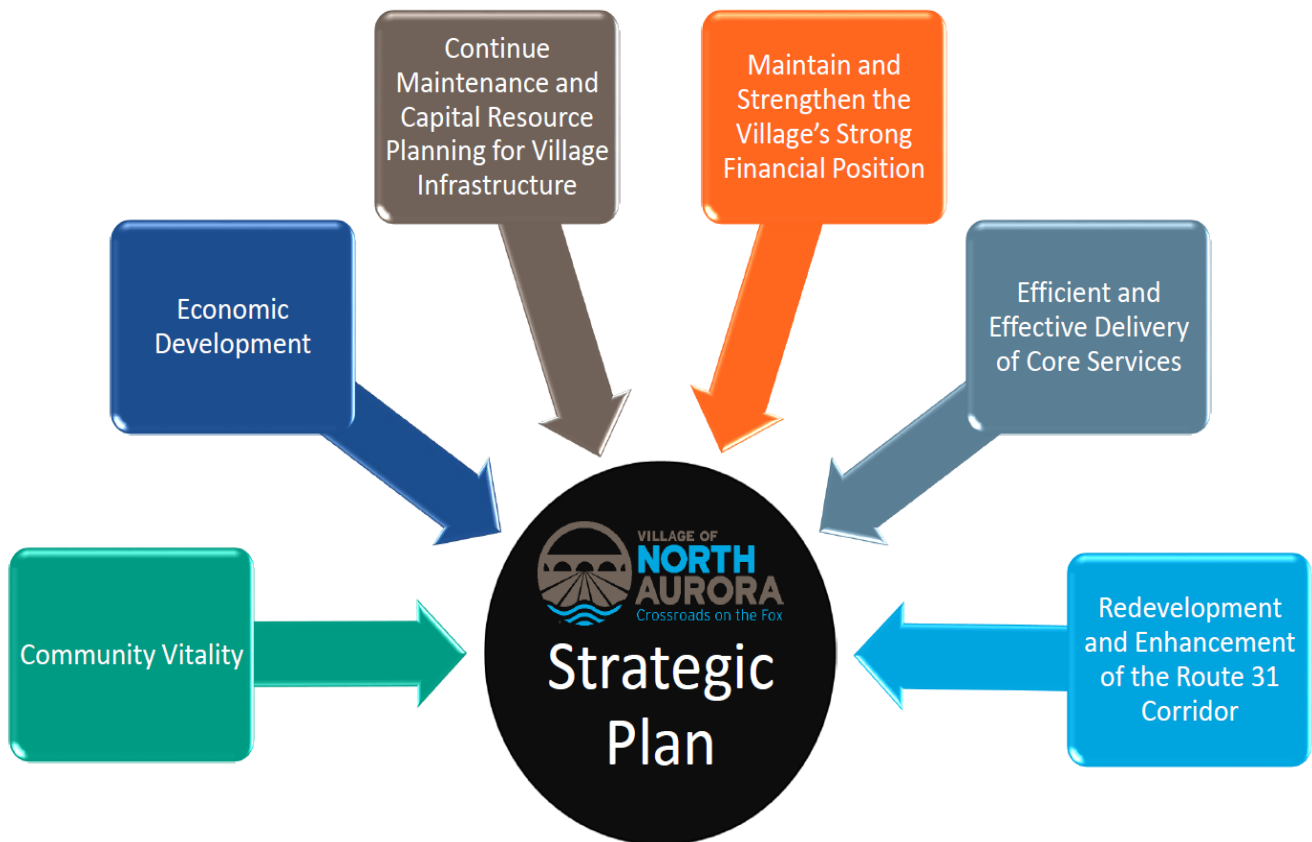 Continue
Maintenance and
Capital Resource
Planning for Village
Infrastructure
Maintain and
Strengthen the
Village's Strong
Financial Position
Economic
Development
Efficient and
Effective Delivery
of Core Services
Community Vitality
VILLAGE OF
NORTH
AURORA
Crossroads on the Fox
Strategic
Plan
Redevelopment
and Enhancement
of the Route 31
Corridor